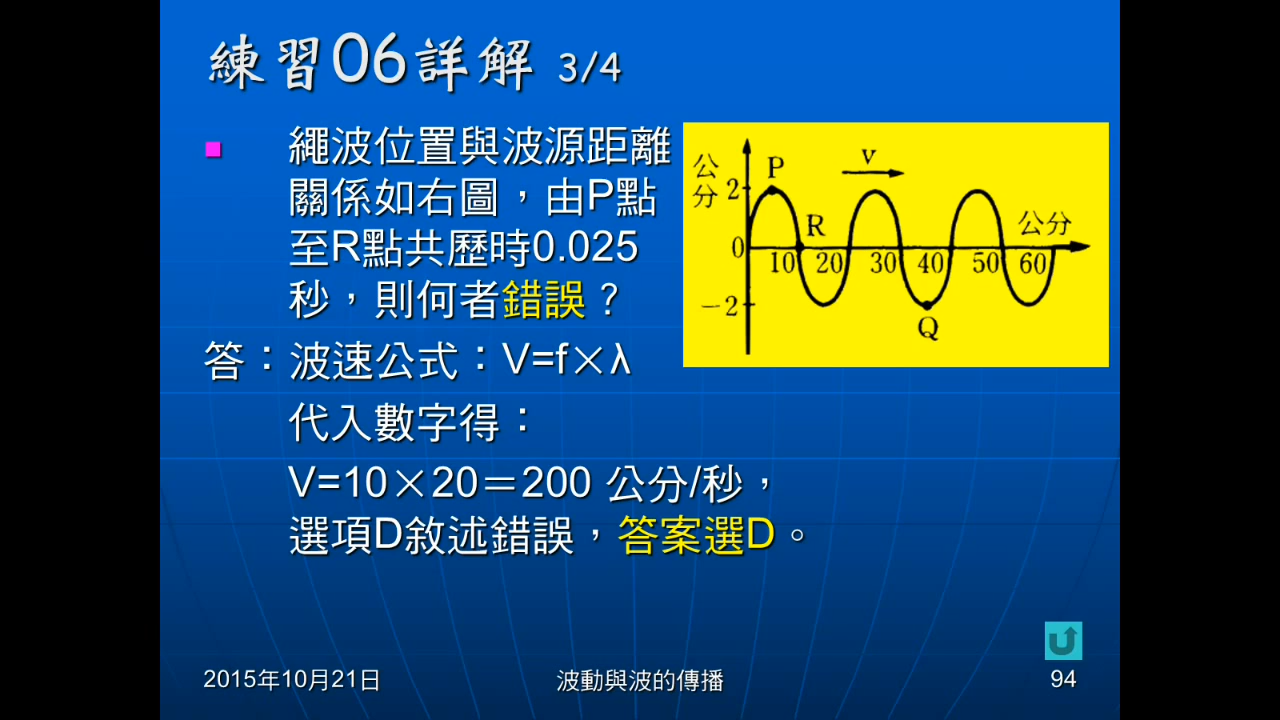 練習06詳解 3/4
繩波位置與波源距離
關係如右圖，由P點
至R點共歷時0.025
秒，則何者錯誤？
答：波速公式：V=f×λ
代入數字得：
V=10×20＝200 公分/秒，
選項D敘述錯誤，答案選D。
公分
2
P
v
R
公分
0
10 20 30 40 50 60
－2
Q
2015年10月21日
波動與波的傳播
94